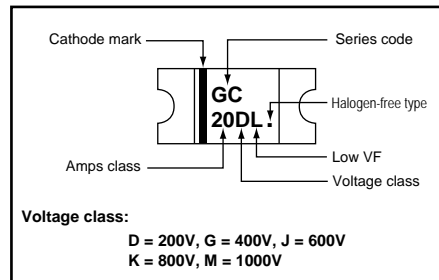 Cathode mark
Series code
GC
20DL.
Halogen-free type
Amps class
Low VF
Voltage class
Voltage class:
D = 200V, G = 400V, J = 600V
K = 800V, M = 1000V